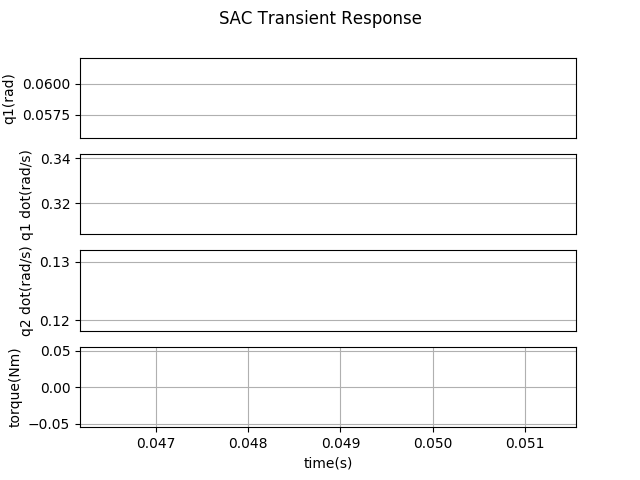 SAC Transient Response
q1(rad)
0.0600
0.0575
q1 dot(rad/s)
0.34
0.32
q2 dot(rad/s)
0.13
0.12
torque(Nm)
0.05
0.00
−0.05
0.047 0.048 0.049 0.050 0.051
time(s)